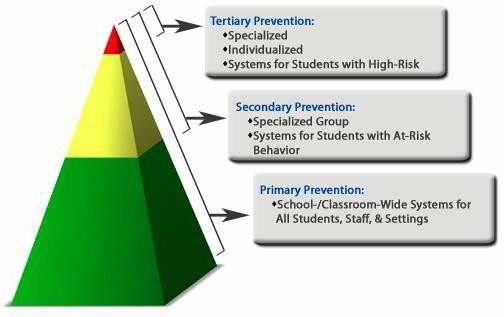 Tertiary Prevention:
♦Specialized
♦Individualized
♦Systems for Students with High-Risk
Secondary Prevention:
♦Specialized Group
♦Systems for Students with At-Risk
Behavior
Primary Prevention:
♦School-/Classroom-Wide Systems for
All Students, Staff, & Settings